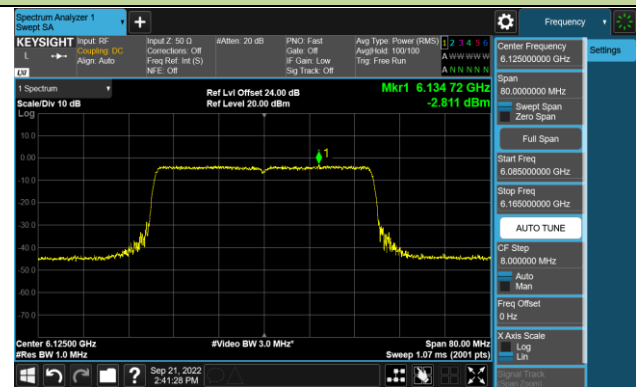 Spectrum Analyzer 1
Swept SA
+
Frequency
KEYSIGHT
L
LXI
Input: RF
Coupling: DC
Align: Auto
Input Z: 50 Ω
Corrections: Off
Freq Ref: Int (S)
NFE: Off
#Atten: 20 dB
PNO: Fast
Gate: Off
IF Gain: Low
Sig Track: Off
Avg Type: Power (RMS)
Avg|Hold: 100/100
Trig: Free Run
1 2 3 4 5 6
A W W W W W
A N N N N N
1 Spectrum
Scale/Div 10 dB
Log
Ref Lvl Offset 24.00 dB
Ref Level 20.00 dBm
Mkr1 6.134 72 GHz
-2.811 dBm
10.0
0.00
-10.0
-20.0
-30.0
-40.0
-50.0
-60.0
-70.0
1
Center 6.12500 GHz
#Res BW 1.0 MHz
#Video BW 3.0 MHz*
Span 80.00 MHz
Sweep 1.07 ms (2001 pts)
Sep 21, 2022
2:41:28 PM
?
Center Frequency
6.125000000 GHz
Span
80.0000000 MHz
Swept Span
Zero Span
Full Span
Start Freq
6.085000000 GHz
Stop Freq
6.165000000 GHz
AUTO TUNE
CF Step
8.000000 MHz
Auto
Man
Freq Offset
0 Hz
X Axis Scale
Log
Lin
Signal Track
(Span Zoom)
Settings